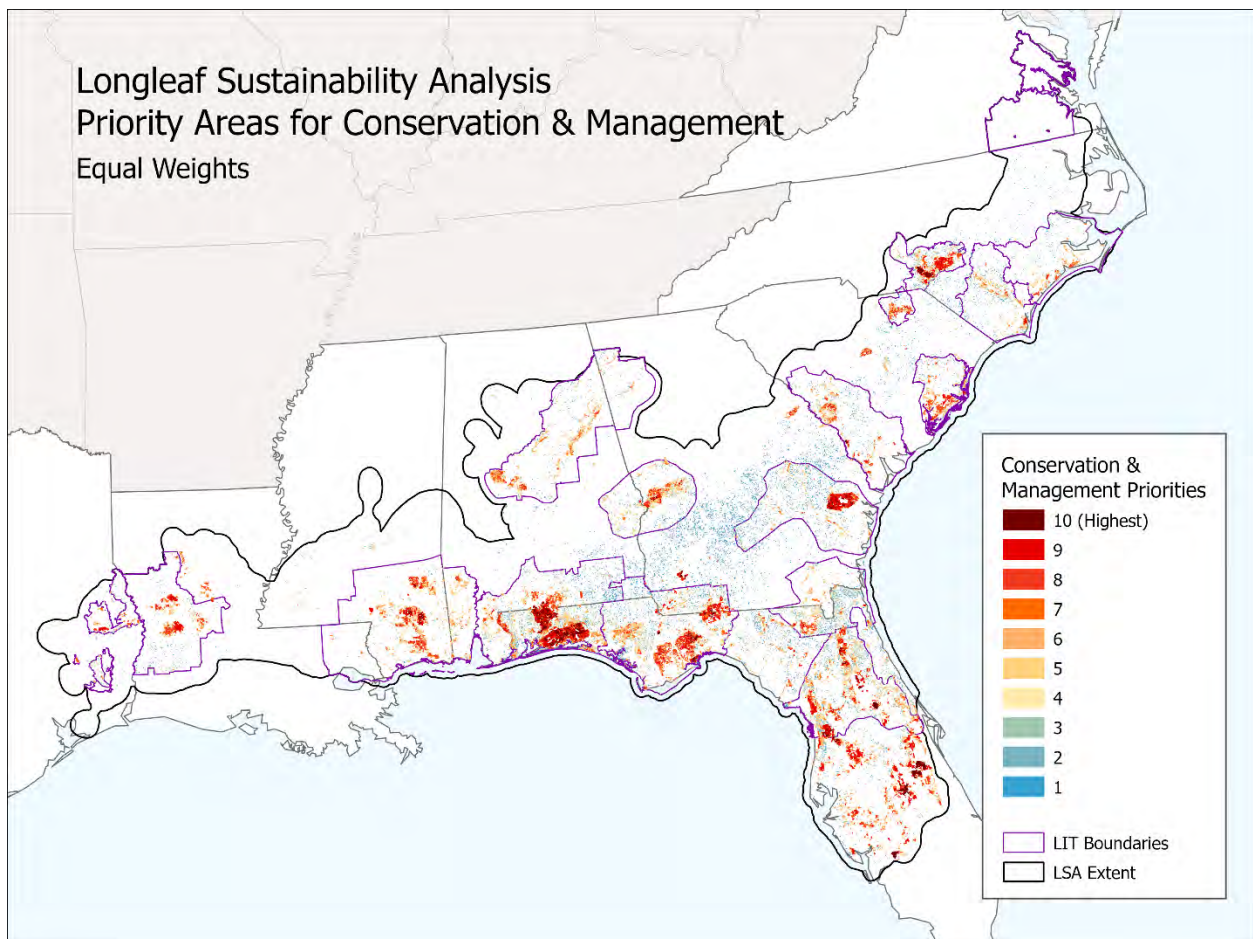 Longleaf Sustainability Analysis
Priority Areas for Conservation & Management
Equal Weights
Conservation &
Management Priorities
10 (Highest)
9
8
7
6
5
4
3
2
1
LIT Boundaries
LSA Extent